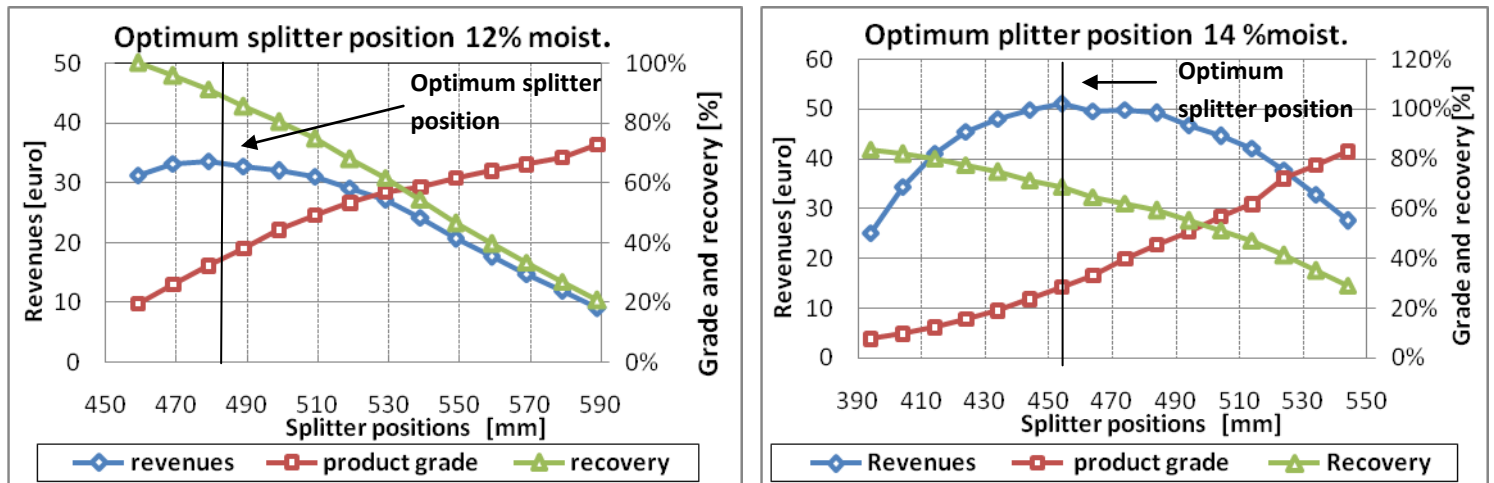 Optimum splitter position 12% moist.
50
40
30
20
10
0
Revenues [euro]
100%
80%
60%
40%
20%
0%
Grade and recovery [%]
Optimum splitter
position
450 470 490 510 530 550 570 590
Splitter positions [mm]
revenues product grade recovery
Optimum plitter position 14 %moist.
60
50
40
30
20
10
0
Revenues [euro]
120%
100%
80%
60%
40%
20%
0%
Grade and recovery [%]
Optimum
splitter position
390 410 430 450 470 490 510 530 550
Splitter positions [mm]
Revenues product grade Recovery